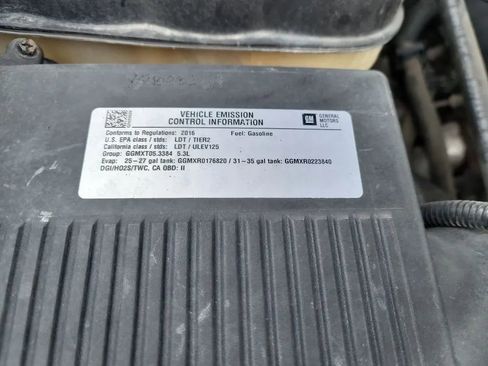 VEHICLE EMISSION
CONTROL INFORMATION
GM
GENERAL
MOTORS
LLC
Conforms to Regulations: 2016 Fuel: Gasoline
U.S. EPA class / stds: LDT / TIER2
California class / stds: LDT / ULEV125
Group: GGMXT05.3384 5.3L
Evap: 25-27 gal tank: GGMXR0176820 / 31-35 gal tank: GGMXR0223840
DGI/HO2S/TWC, CA OBD: II